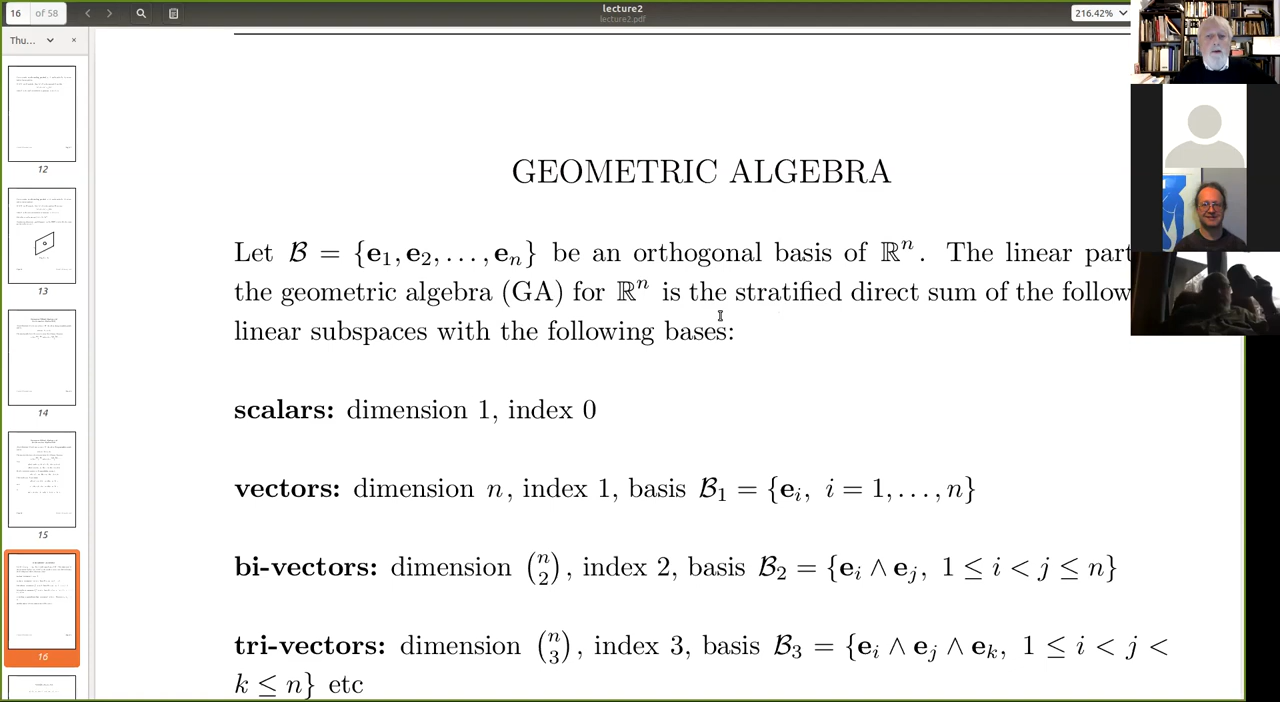 lecture2
lecture2.pdf
16 of 58
216.42%
Thu...
12
13
14
15
16
GEOMETRIC ALGEBRA
Let ℬ = {e₁, e₂, . . . , eₙ} be an orthogonal basis of ℝⁿ. The linear part
the geometric algebra (GA) for ℝⁿ is the stratified direct sum of the follow
linear subspaces with the following bases:
scalars: dimension 1, index 0
vectors: dimension n, index 1, basis ℬ₁ = {eᵢ, i = 1, . . . , n}
bi-vectors: dimension (n 2), index 2, basis ℬ₂ = {eᵢ ∧ eⱼ, 1 ≤ i < j ≤ n}
tri-vectors: dimension (n 3), index 3, basis ℬ₃ = {eᵢ ∧ eⱼ ∧ eₖ, 1 ≤ i < j <
k ≤ n} etc